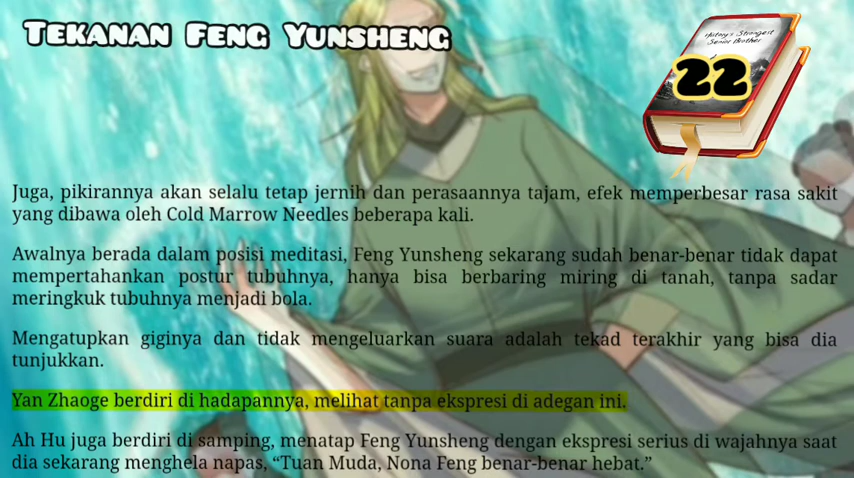 Tekanan Feng Yunsheng
History's Strongest
Senior Brother
22
Juga, pikirannya akan selalu tetap jernih dan perasaannya tajam, efek memperbesar rasa sakit
yang dibawa oleh Cold Marrow Needles beberapa kali.
Awalnya berada dalam posisi meditasi, Feng Yunsheng sekarang sudah benar-benar tidak dapat
mempertahankan postur tubuhnya, hanya bisa berbaring miring di tanah, tanpa sadar
meringkuk tubuhnya menjadi bola.
Mengatupkan giginya dan tidak mengeluarkan suara adalah tekad terakhir yang bisa dia
tunjukkan.
Yan Zhaoge berdiri di hadapannya, melihat tanpa ekspresi di adegan ini.
Ah Hu juga berdiri di samping, menatap Feng Yunsheng dengan ekspresi serius di wajahnya saat
dia sekarang menghela napas, “Tuan Muda, Nona Feng benar-benar hebat.”